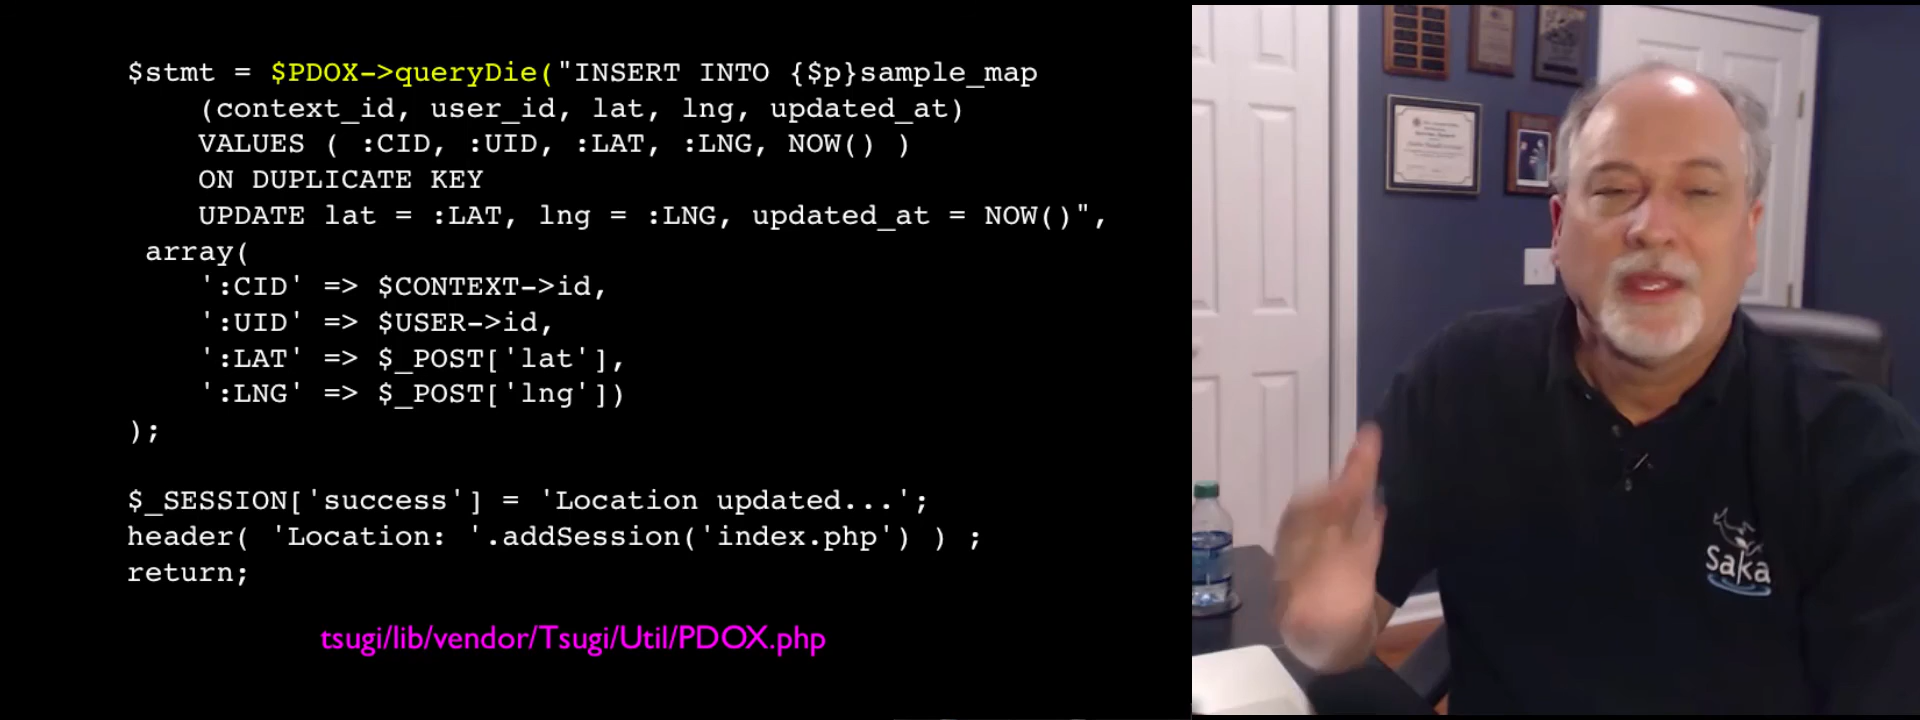 $stmt = $PDOX->queryDie("INSERT INTO {$p}sample_map
(context_id, user_id, lat, lng, updated_at)
VALUES ( :CID, :UID, :LAT, :LNG, NOW() )
ON DUPLICATE KEY
UPDATE lat = :LAT, lng = :LNG, updated_at = NOW()",
array(
':CID' => $CONTEXT->id,
':UID' => $USER->id,
':LAT' => $_POST['lat'],
':LNG' => $_POST['lng'])
);
$_SESSION['success'] = 'Location updated...';
header( 'Location: '.addSession('index.php') ) ;
return;
tsugi/lib/vendor/Tsugi/Util/PDOX.php
Saka